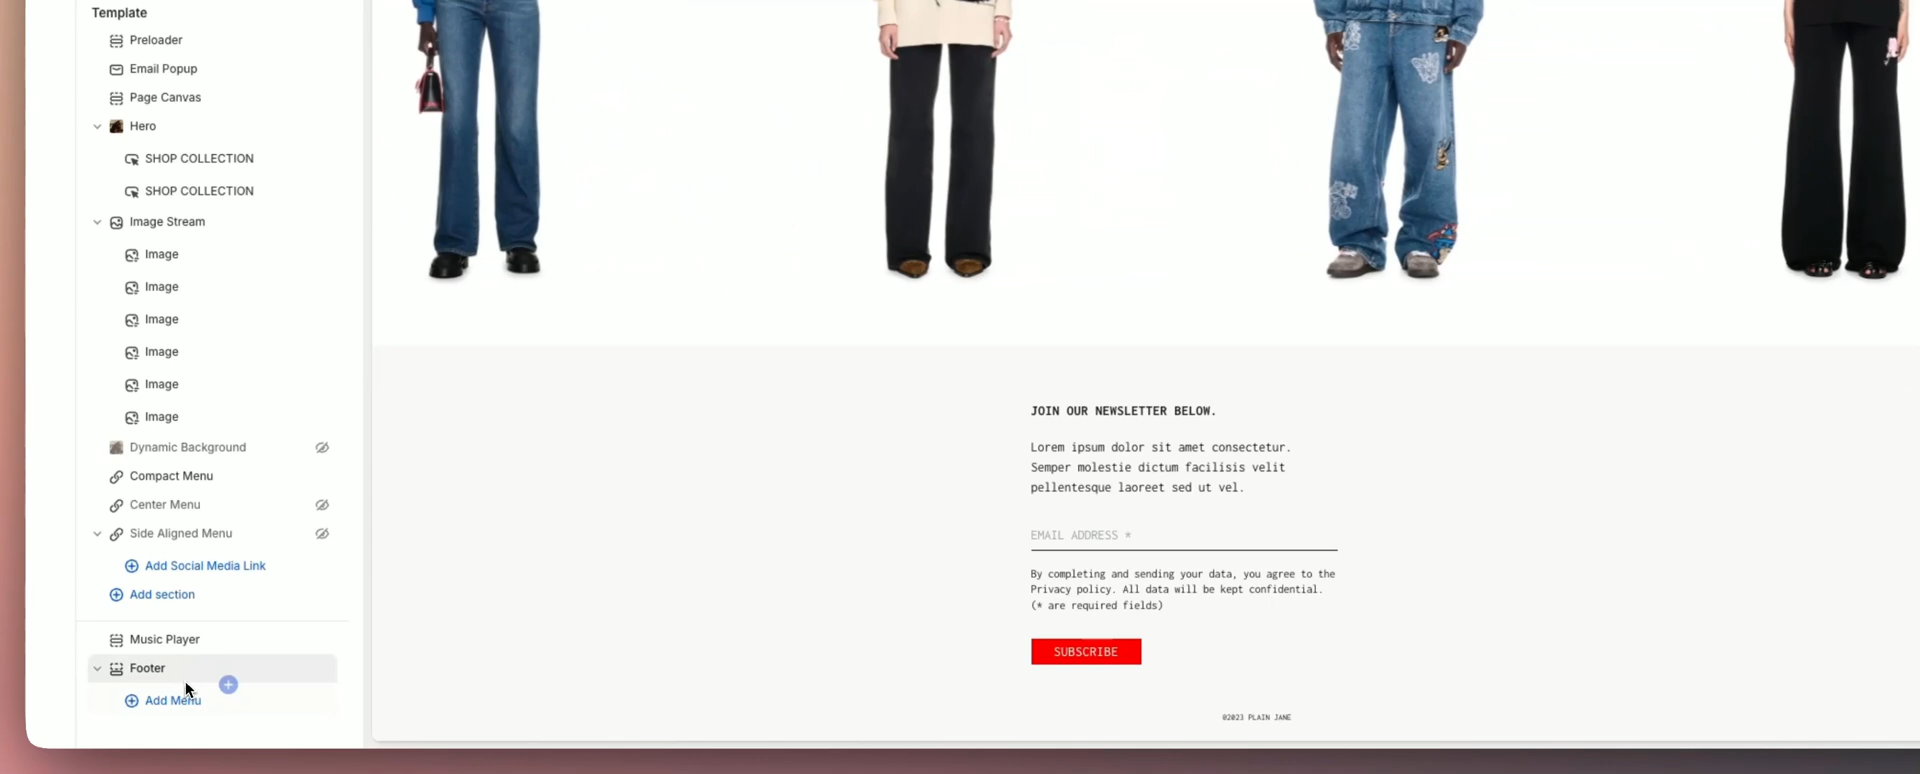 Template
Preloader
Email Popup
Page Canvas
Hero
SHOP COLLECTION
SHOP COLLECTION
Image Stream
Image
Image
Image
Image
Image
Image
Dynamic Background
Compact Menu
Center Menu
Side Aligned Menu
Add Social Media Link
Add section
Music Player
Footer
Add Menu
JOIN OUR NEWSLETTER BELOW.
Lorem ipsum dolor sit amet consectetur.
Semper molestie dictum facilisis velit
pellentesque laoreet sed ut vel.
EMAIL ADDRESS *
By completing and sending your data, you agree to the
Privacy policy. All data will be kept confidential.
(* are required fields)
SUBSCRIBE
©2023 PLAIN JANE